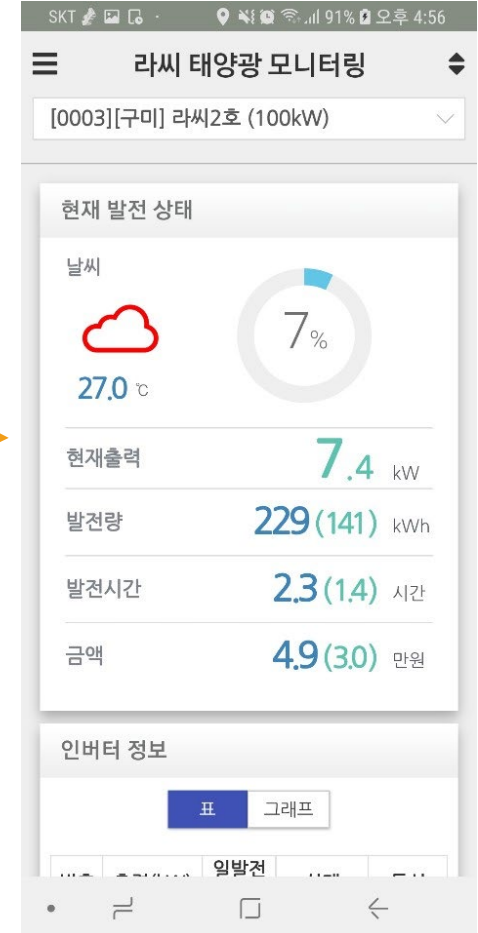 SKT 91% 오후 4:56
라씨 태양광 모니터링
[0003][구미] 라씨2호 (100kW)
현재 발전 상태
날씨
7%
27.0 ℃
현재출력 7.4 kW
발전량 229(141) kWh
발전시간 2.3(1.4) 시간
금액 4.9(3.0) 만원
인버터 정보
표 그래프
일발전